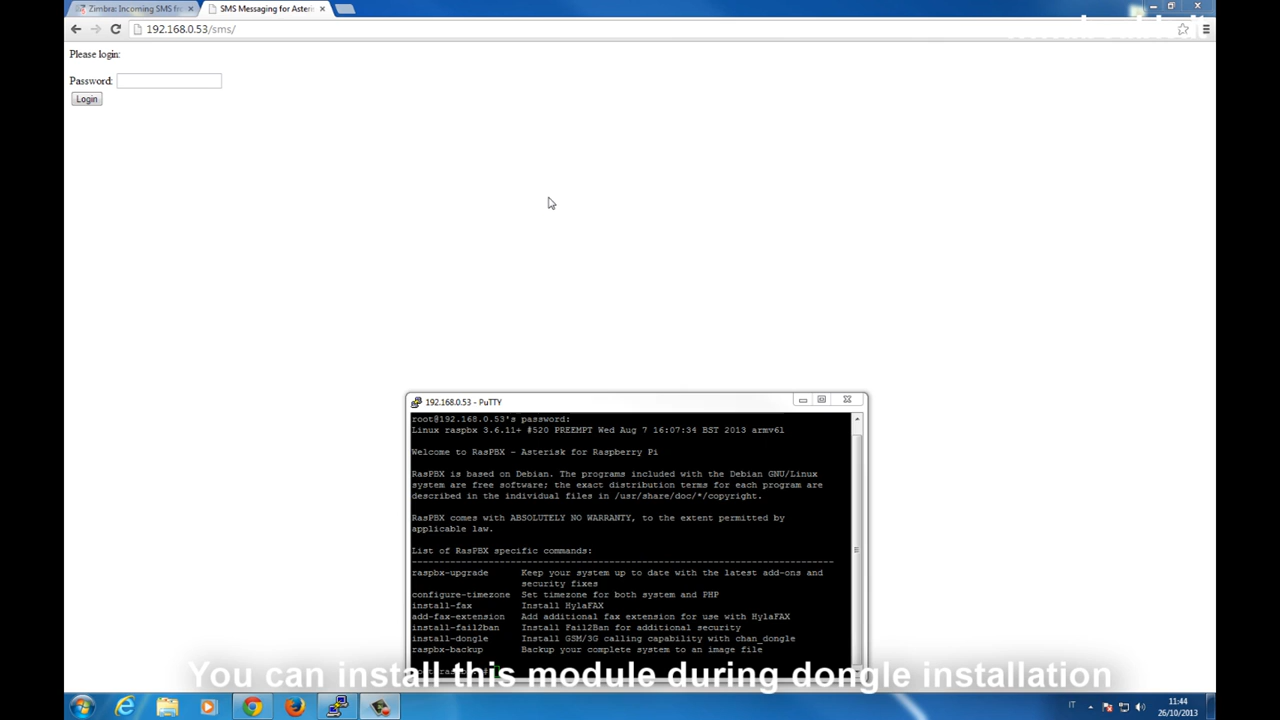 Zimbra: Incoming SMS fr
SMS Messaging for Aster
192.168.0.53/sms/
Please login:
Password:
Login
192.168.0.53 - PuTTY
root@192.168.0.53's password:
Linux raspbx 3.6.11+ #520 PREEMPT Wed Aug 7 16:07:34 BST 2013 armv6l
Welcome to RasPBX - Asterisk for Raspberry Pi
RasPBX is based on Debian. The programs included with the Debian GNU/Linux
system are free software; the exact distribution terms for each program are
described in the individual files in /usr/share/doc/*/copyright.
RasPBX comes with ABSOLUTELY NO WARRANTY, to the extent permitted by
applicable law.
List of RasPBX specific commands:
raspbx-upgrade Keep your system up to date with the latest add-ons and
security fixes
configure-timezone Set timezone for both system and PHP
install-fax Install HylaFAX
add-fax-extension Add additional fax extension for use with HylaFAX
install-fail2ban Install Fail2Ban for additional security
install-dongle Install GSM/3G calling capability with chan_dongle
raspbx-backup Backup your complete system to an image file
You can install this module during dongle installation
IT
11:44
26/10/2013